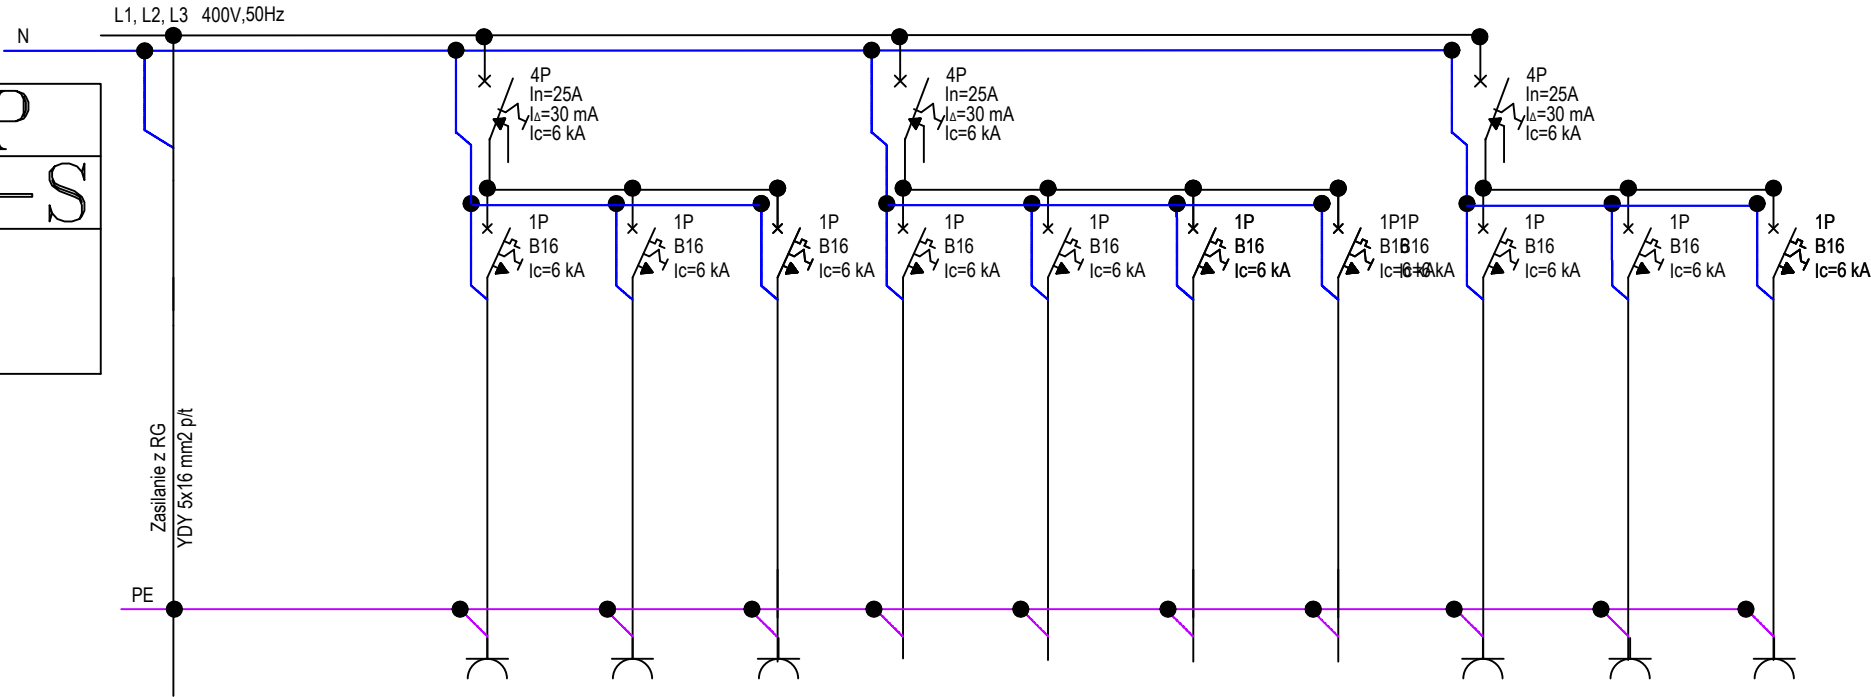 L1, L2, L3 400V,50Hz
N
P
-S
4P
In=25A
I∆=30 mA
Ic=6 kA
4P
In=25A
I∆=30 mA
Ic=6 kA
4P
In=25A
I∆=30 mA
Ic=6 kA
1P
B16
Ic=6 kA
1P
B16
Ic=6 kA
1P
B16
Ic=6 kA
1P
B16
Ic=6 kA
1P
B16
Ic=6 kA
1P
B16
Ic=6 kA
1P1P
B16
Ic=6 kA
1P
B16
Ic=6 kA
1P
B16
Ic=6 kA
1P
B16
Ic=6 kA
Zasilanie z RG
YDY 5x16 mm2 p/t
PE